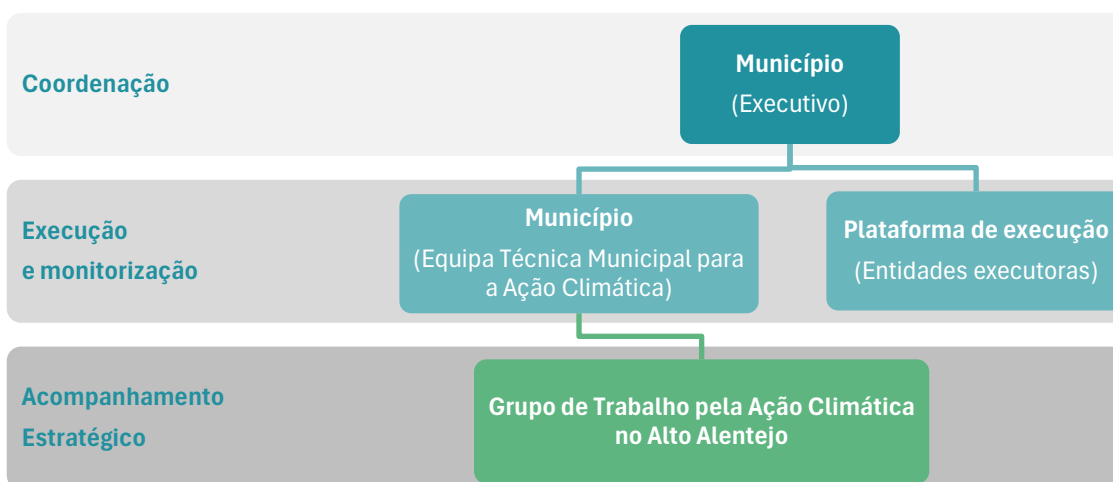 Coordenação
Município
(Executivo)
Execução
e monitorização
Município
(Equipa Técnica Municipal para
a Ação Climática)
Plataforma de execução
(Entidades executoras)
Acompanhamento
Estratégico
Grupo de Trabalho pela Ação Climática
no Alto Alentejo